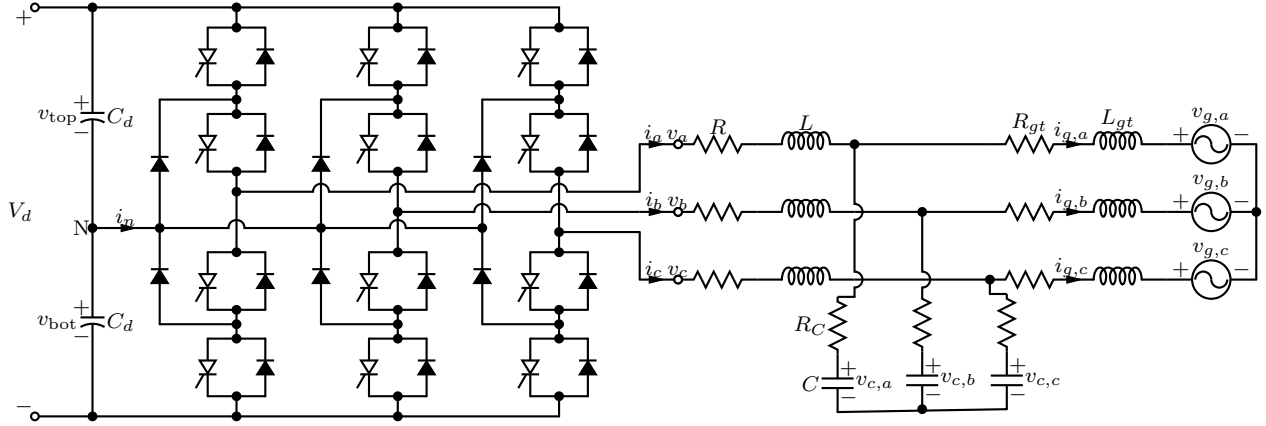 +
+
v_top C_d
−
V_d
N i_n
+
v_bot C_d
−
−
i_a v_a R L R_gt i_g,a L_gt + v_g,a −
i_b v_b i_g,b + v_g,b −
i_c v_c i_g,c + v_g,c −
R_C
C + v_c,a −
+ v_c,b −
+ v_c,c −